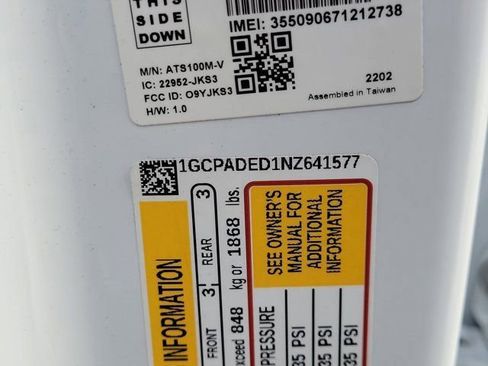 THIS
SIDE
DOWN
IMEI: 355090671212738
M/N: ATS100M-V
IC: 22952-JKS3
FCC ID: O9YJKS3
H/W: 1.0
2202
Assembled in Taiwan
1GCPADED1NZ641577
INFORMATION
FRONT 3 REAR 3
exceed 848 kg or 1868 lbs.
SEE OWNER'S
MANUAL FOR
ADDITIONAL
INFORMATION
PRESSURE
35 PSI
35 PSI
35 PSI